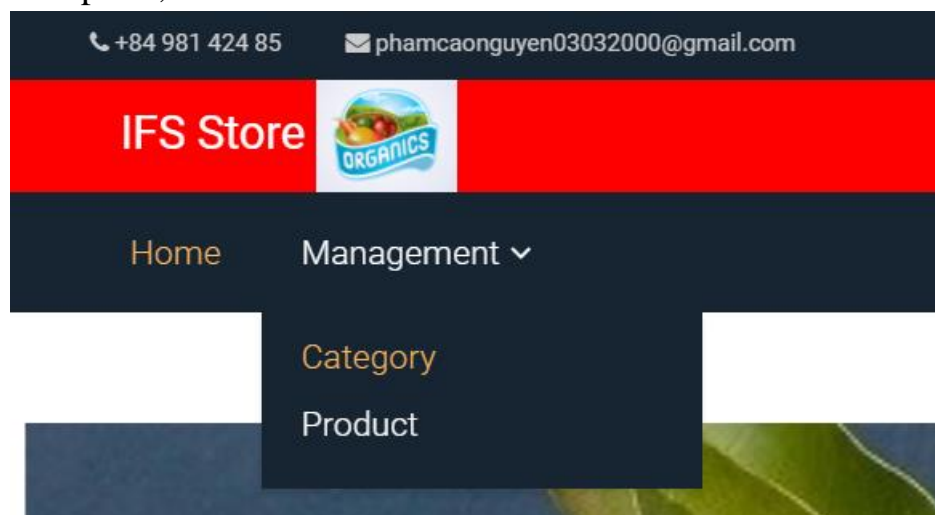 +84 981 424 85 phamcaonguyen03032000@gmail.com
IFS Store ORGANICS
Home Management
Category
Product